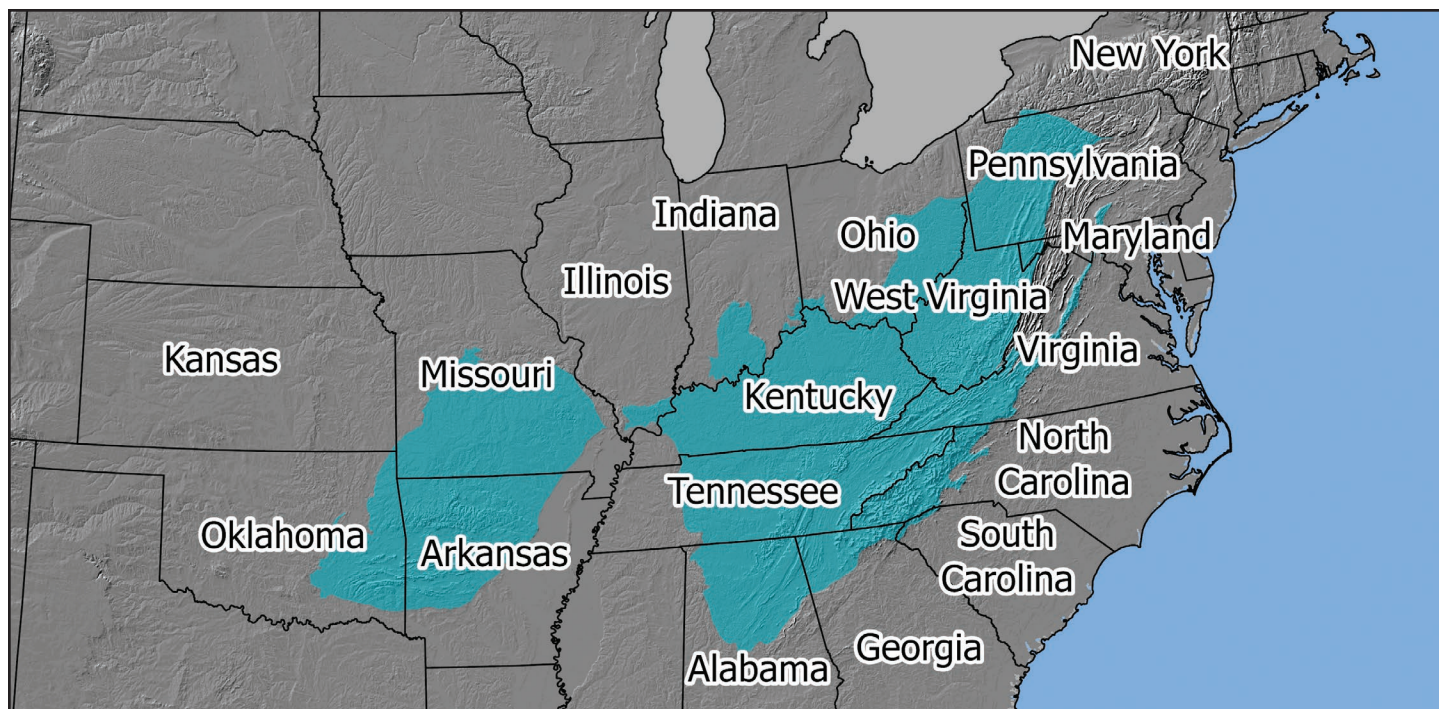 New York
Pennsylvania
Indiana
Ohio
Maryland
Illinois
West Virginia
Kansas
Missouri
Virginia
Kentucky
North
Carolina
Tennessee
Oklahoma
Arkansas
South
Carolina
Georgia
Alabama